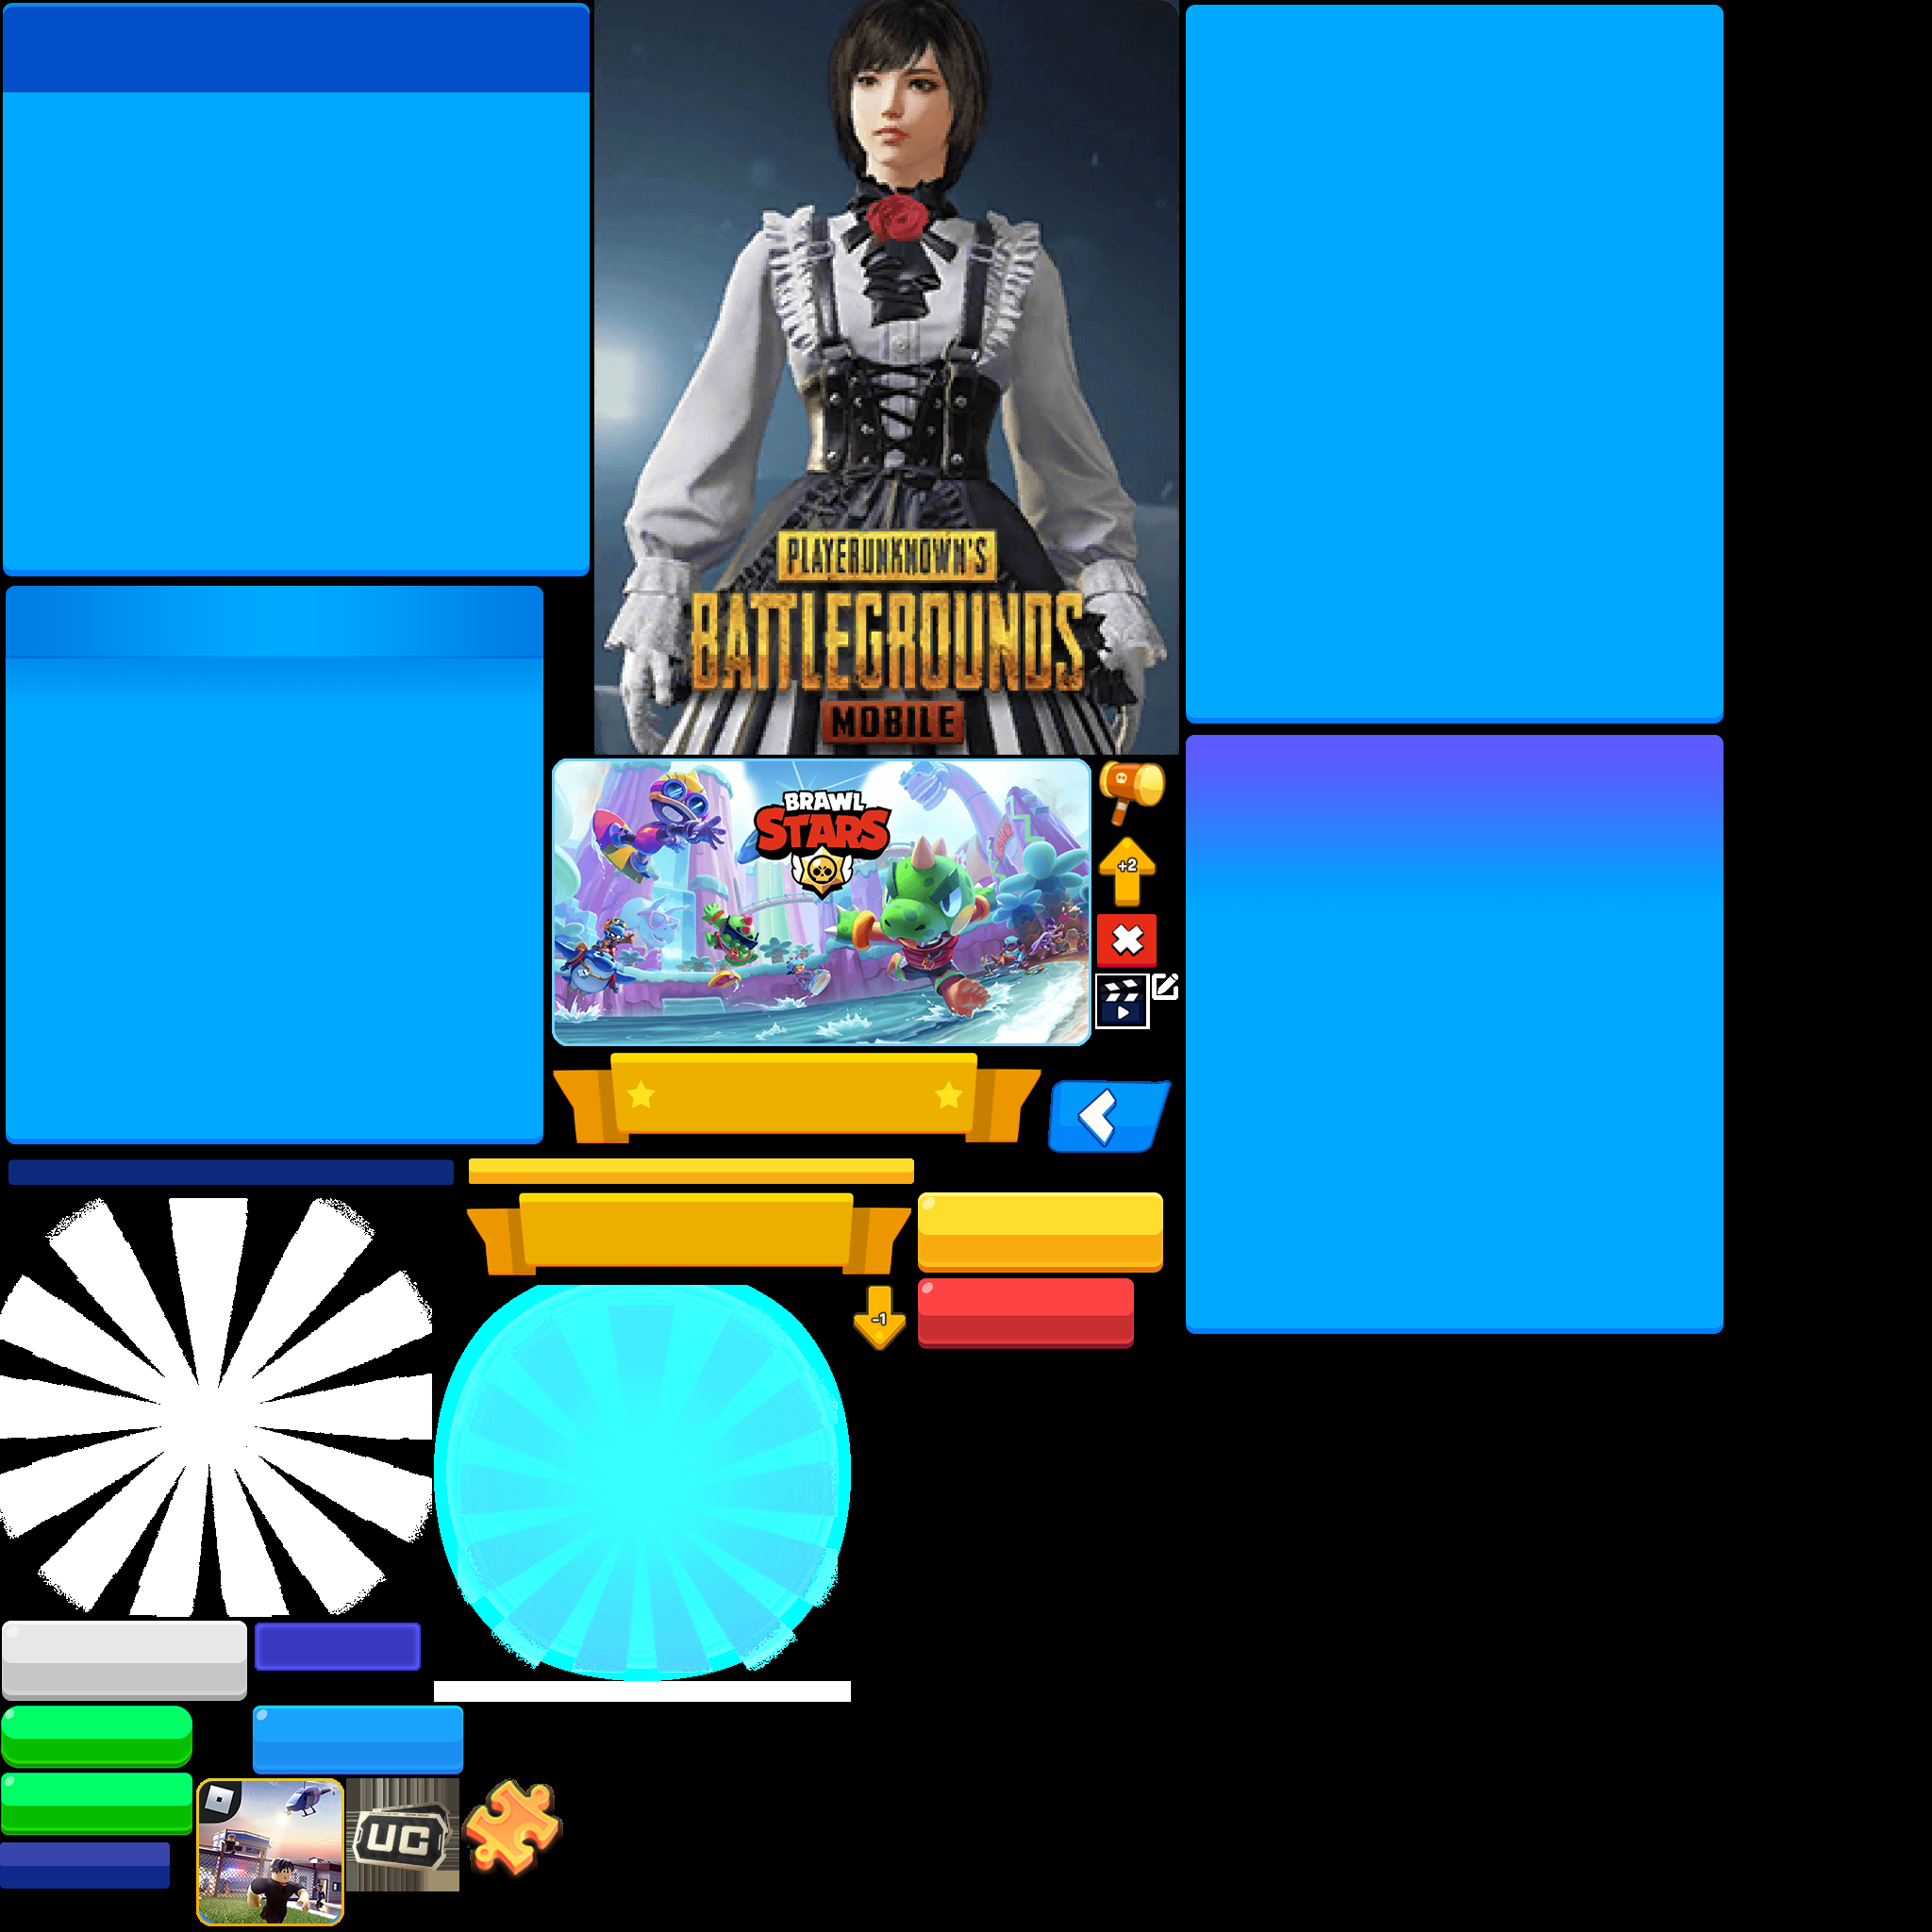 PLAYERUNKNOWN'S
BATTLEGROUNDS
MOBILE
BRAWL
STARS
+2
-1
UC